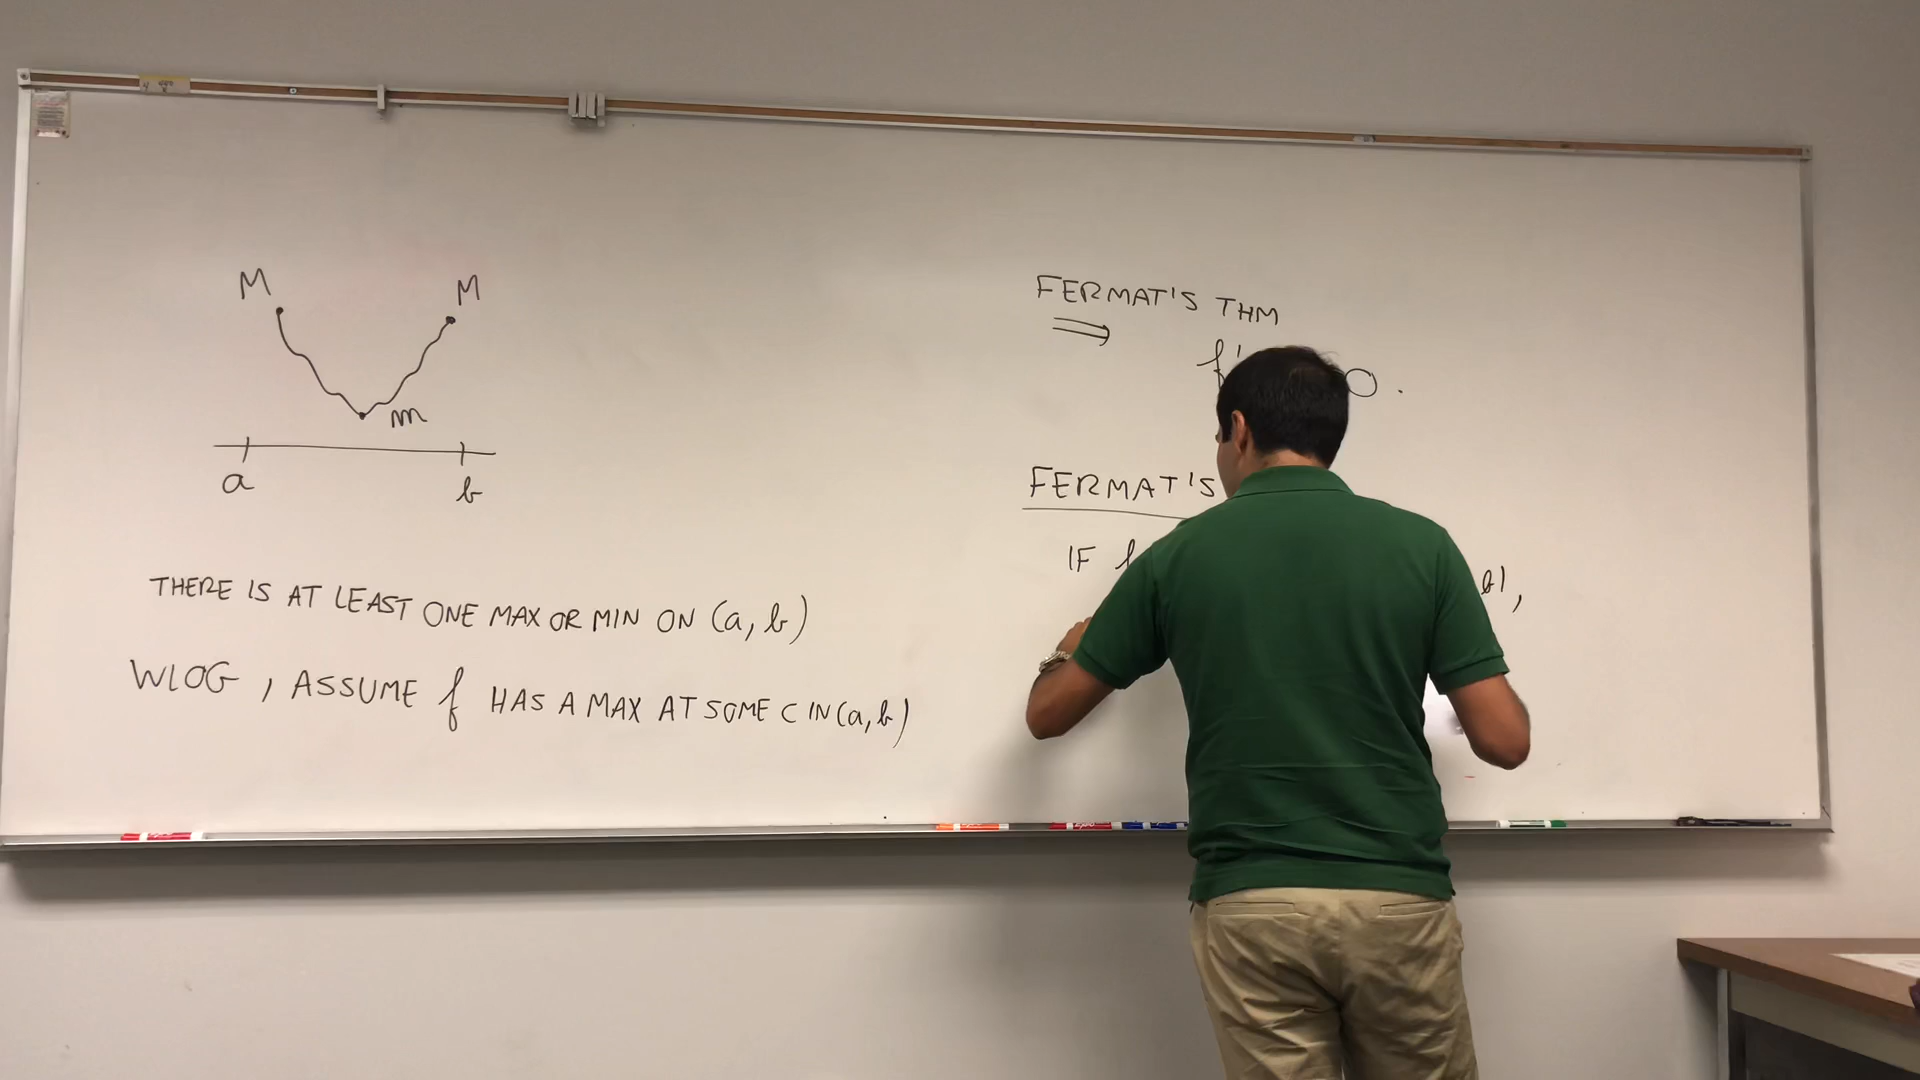 M M
m
a b
THERE IS AT LEAST ONE MAX OR MIN ON (a, b)
WLOG, ASSUME f HAS A MAX AT SOME C IN (a, b)
FERMAT'S THM
⟹
f' 0.
FERMAT'S
IF b),